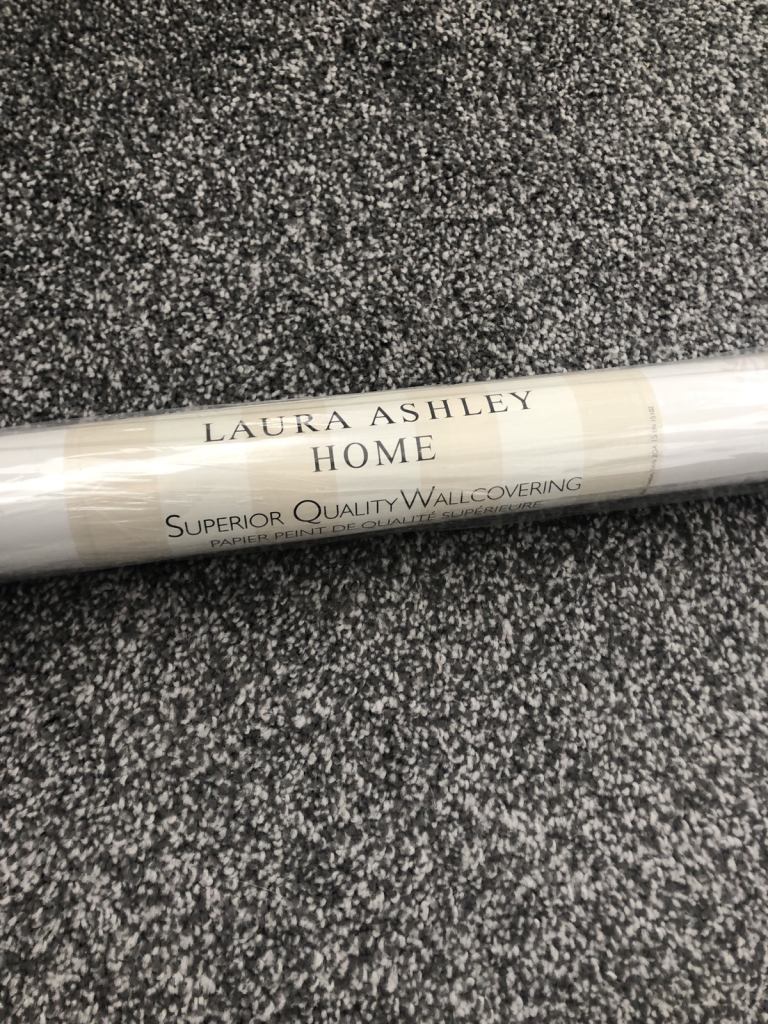 LAURA ASHLEY
HOME
SUPERIOR QUALITY WALLCOVERING
PAPIER PEINT DE QUALITÉ SUPÉRIEURE